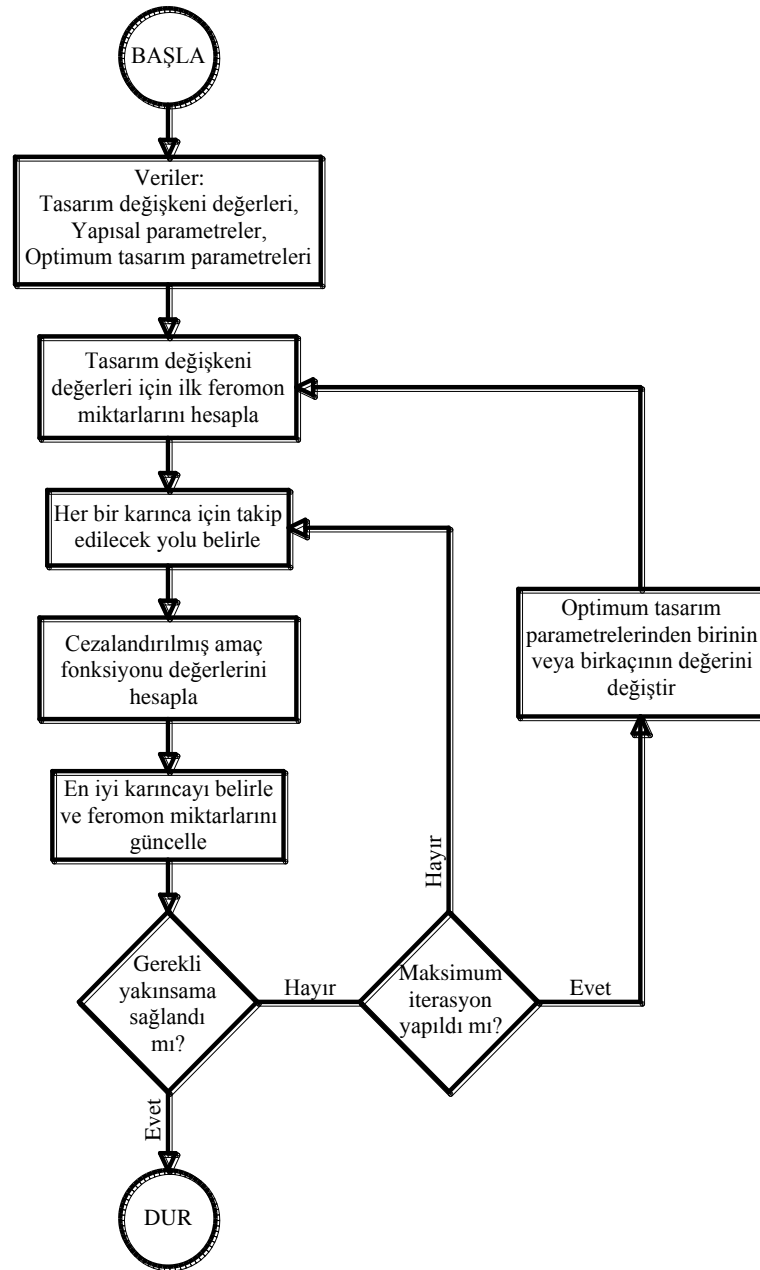 BAŞLA
Veriler:
Tasarım değişkeni değerleri,
Yapısal parametreler,
Optimum tasarım parametreleri
Tasarım değişkeni
değerleri için ilk feromon
miktarlarını hesapla
Her bir karınca için takip
edilecek yolu belirle
Cezalandırılmış amaç
fonksiyonu değerlerini
hesapla
En iyi karıncayı belirle
ve feromon miktarlarını
güncelle
Gerekli
yakınsama
sağlandı
mı?
Hayır
Maksimum
iterasyon
yapıldı mı?
Hayır
Evet
Optimum tasarım
parametrelerinden birinin
veya birkaçının değerini
değiştir
Evet
DUR